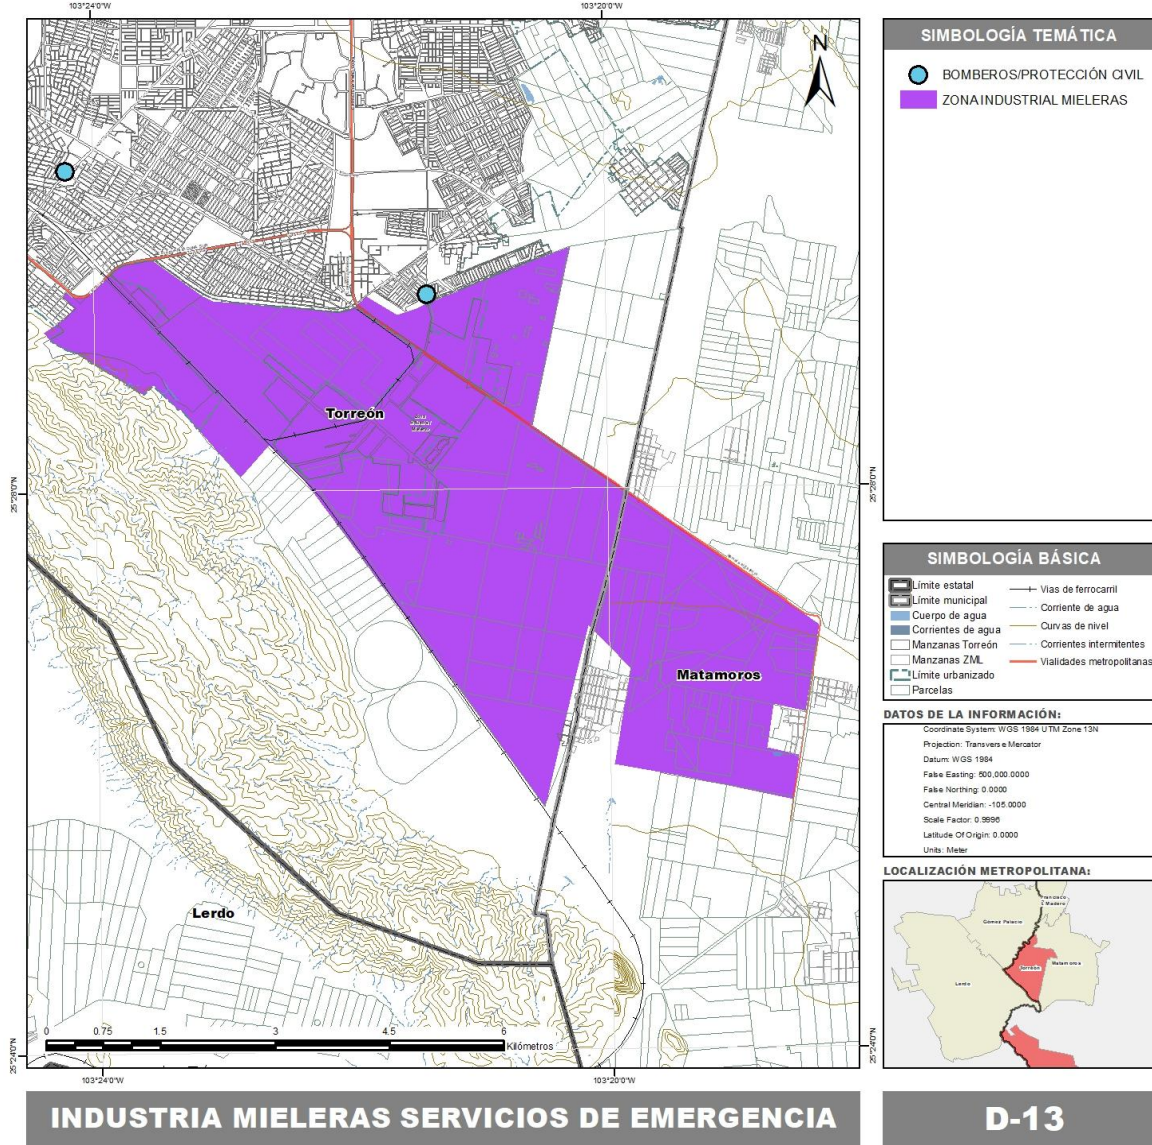 103°24'0"W
103°20'0"W
N
25°28'0"N
25°28'0"N
Torreón
Matamoros
Lerdo
25°24'0"N
25°24'0"N
0 0.75 1.5 3 4.5 6
Kilómetros
103°24'0"W
103°20'0"W
INDUSTRIA MIELERAS SERVICIOS DE EMERGENCIA
SIMBOLOGÍA TEMÁTICA
BOMBEROS/PROTECCIÓN CIVIL
ZONA INDUSTRIAL MIELERAS
SIMBOLOGÍA BÁSICA
Límite estatal
Límite municipal
Cuerpo de agua
Corrientes de agua
Manzanas Torreón
Manzanas ZML
Límite urbanizado
Parcelas
Vias de ferrocarril
Corriente de agua
Curvas de nivel
Corrientes intermitentes
Vialidades metropolitanas
DATOS DE LA INFORMACIÓN:
Coordinate System: WGS 1984 UTM Zone 13N
Projection: Transverse Mercator
Datum: WGS 1984
False Easting: 500,000.0000
False Northing: 0.0000
Central Meridian: -105.0000
Scale Factor: 0.9996
Latitude Of Origin: 0.0000
Units: Meter
LOCALIZACIÓN METROPOLITANA:
Francisco
I. Madero
Gómez Palacio
Torreón
Matamoros
Lerdo
D-13